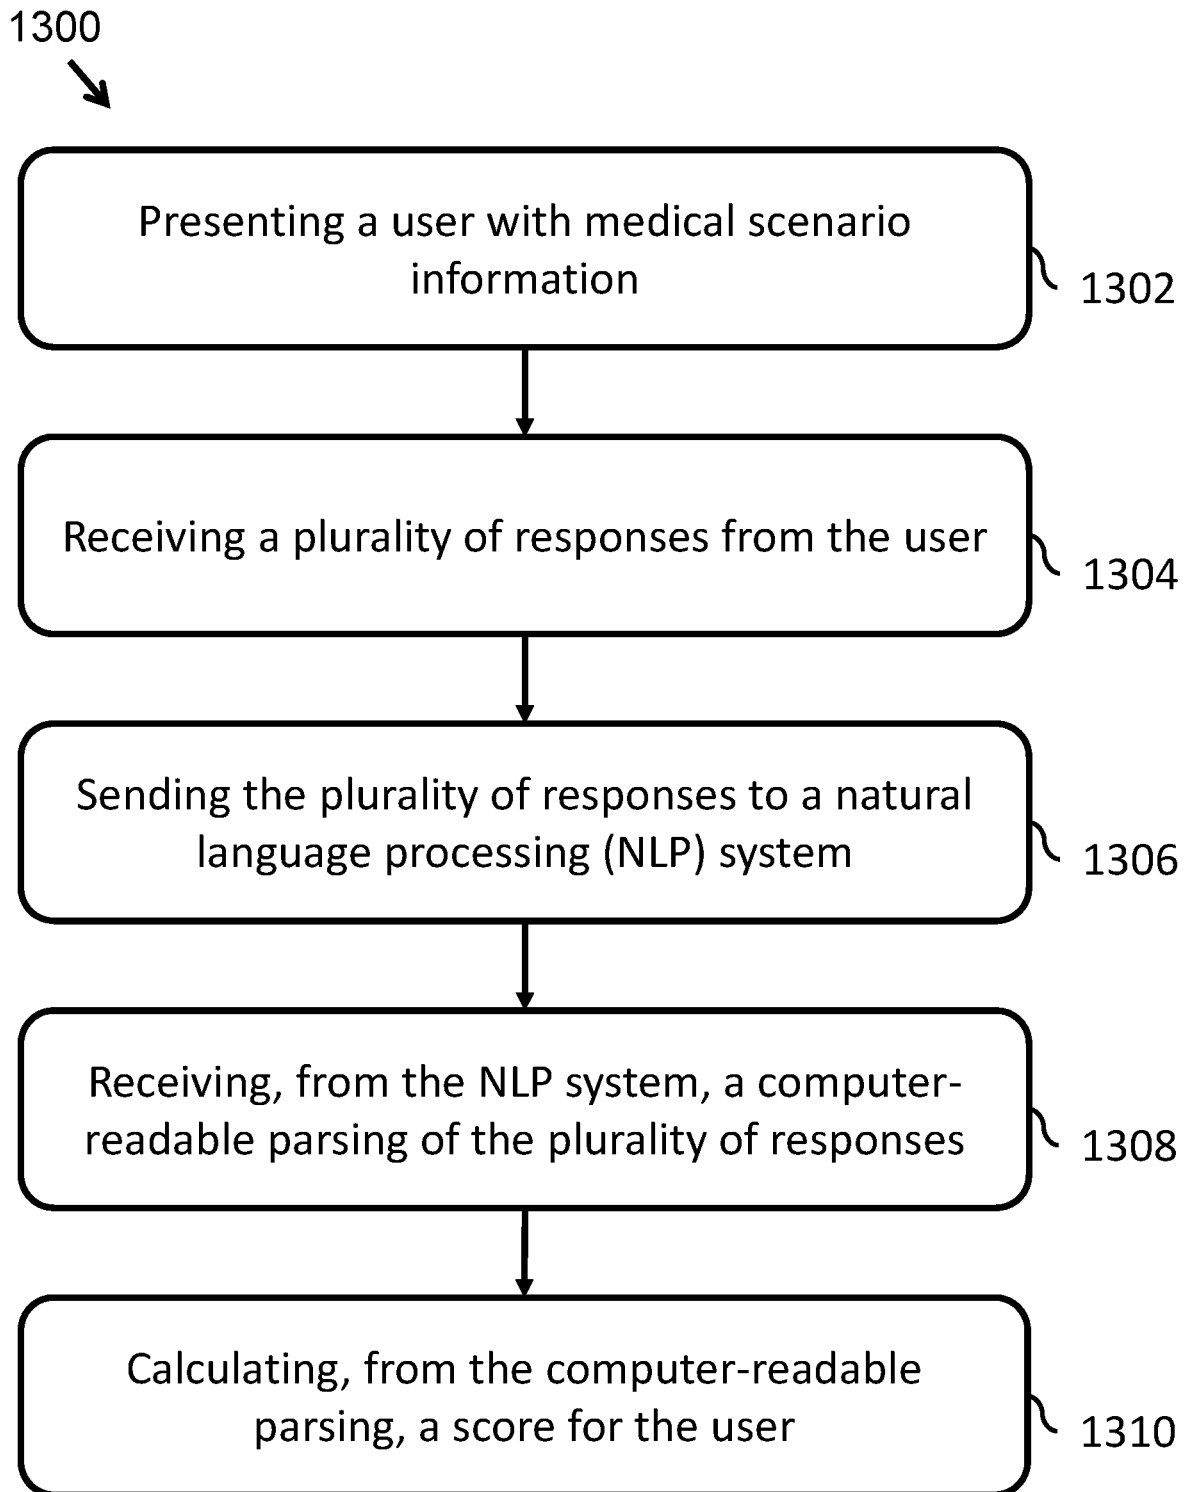 1300
Presenting a user with medical scenario
information
1302
Receiving a plurality of responses from the user
1304
Sending the plurality of responses to a natural
language processing (NLP) system
1306
Receiving, from the NLP system, a computer-
readable parsing of the plurality of responses
1308
Calculating, from the computer-readable
parsing, a score for the user
1310